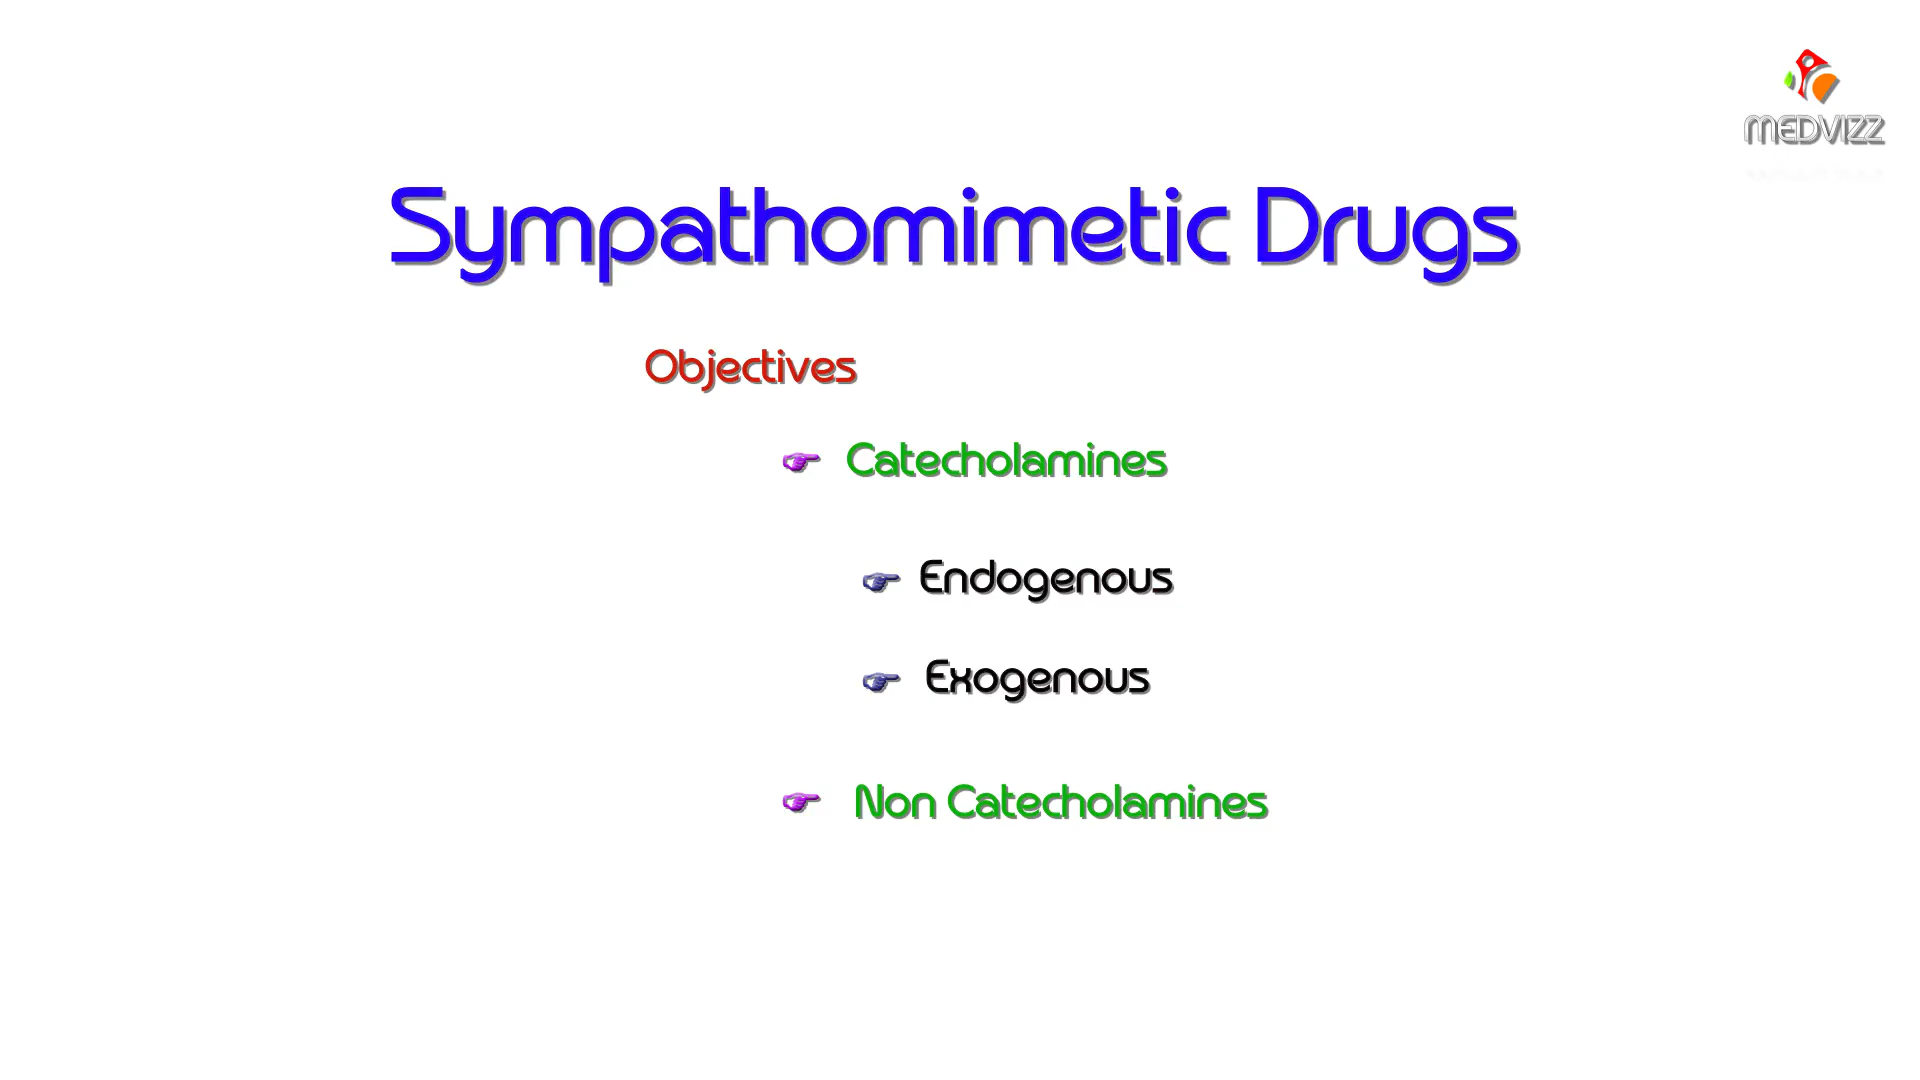 MEDVIZZ
Sympathomimetic Drugs
Objectives
Catecholamines
Endogenous
Exogenous
Non Catecholamines